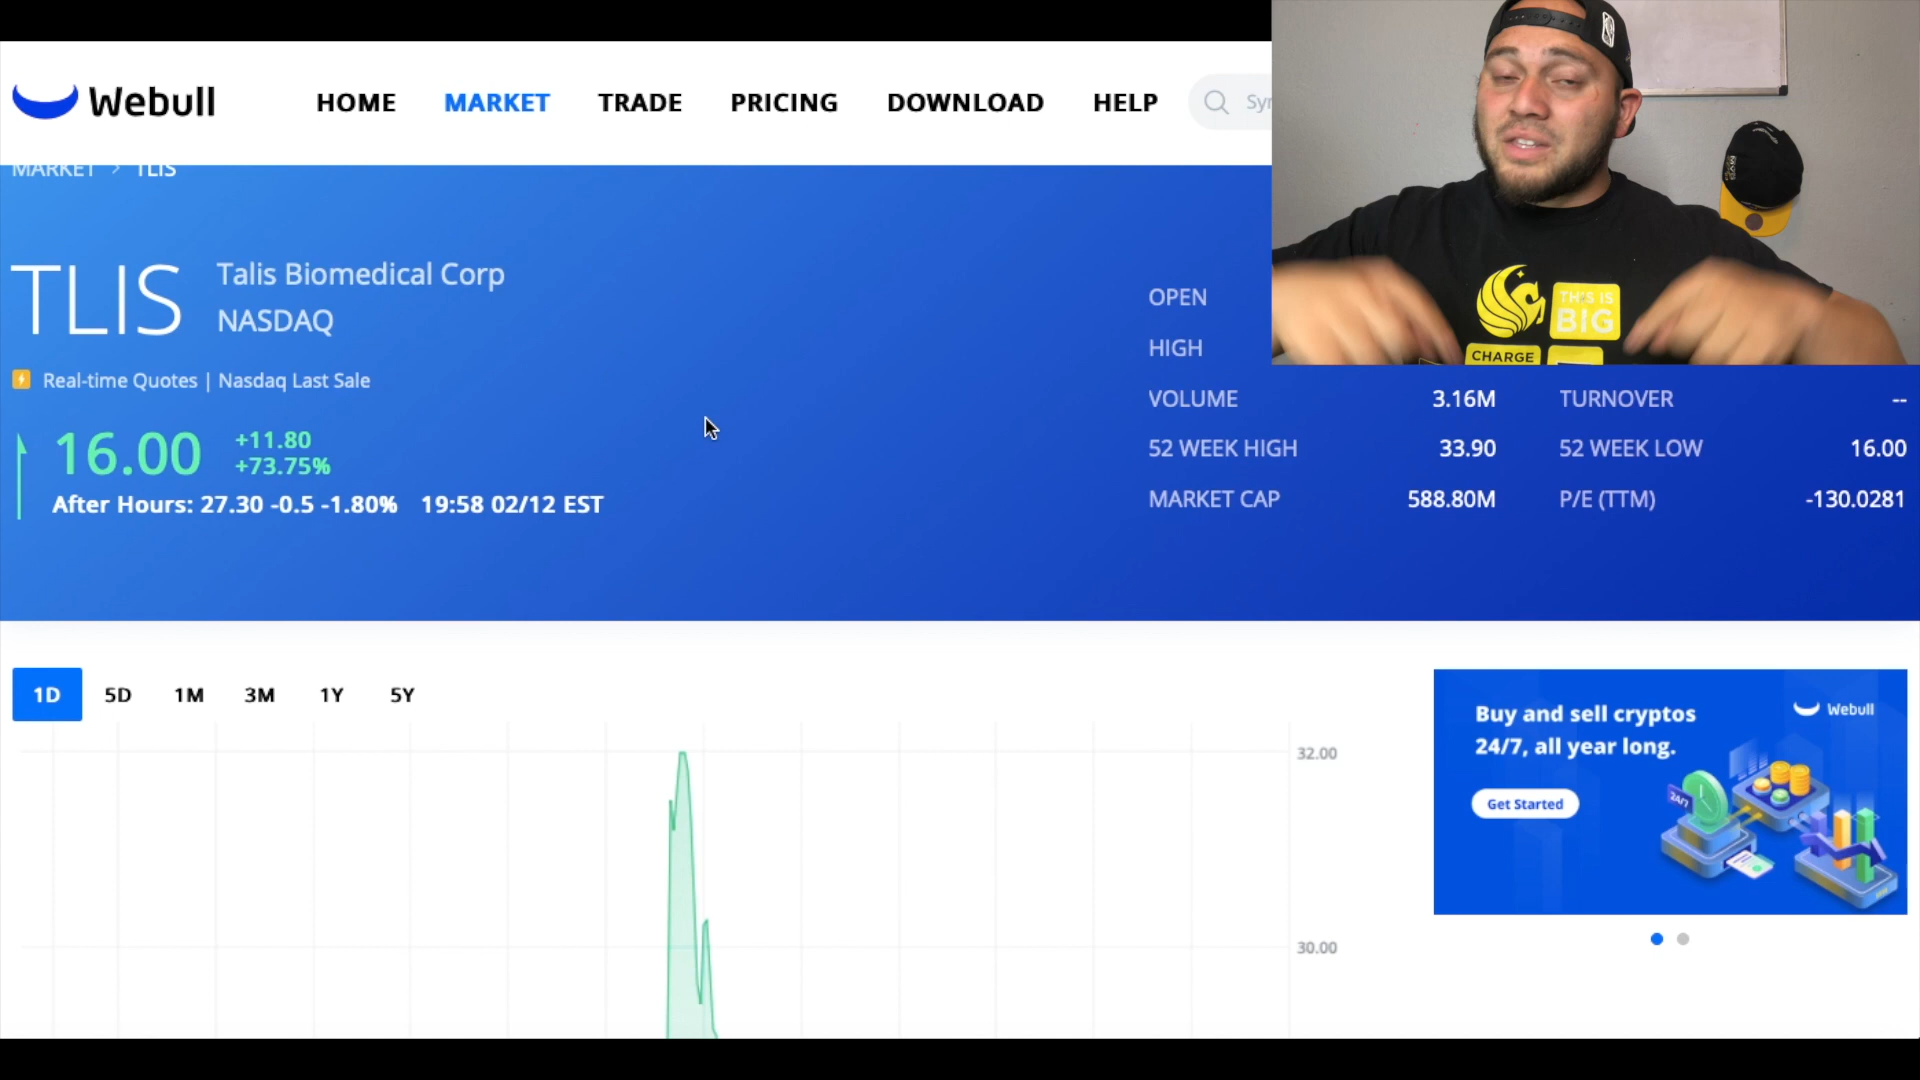 Webull
HOME MARKET TRADE PRICING DOWNLOAD HELP
MARKET > TLIS
TLIS
Talis Biomedical Corp
NASDAQ
Real-time Quotes | Nasdaq Last Sale
16.00
+11.80
+73.75%
After Hours: 27.30 -0.5 -1.80% 19:58 02/12 EST
OPEN
HIGH
VOLUME 3.16M TURNOVER --
52 WEEK HIGH 33.90 52 WEEK LOW 16.00
MARKET CAP 588.80M P/E (TTM) -130.0281
THIS IS
BIG
CHARGE
1D 5D 1M 3M 1Y 5Y
32.00
30.00
Buy and sell cryptos
24/7, all year long.
Webull
Get Started
24/7